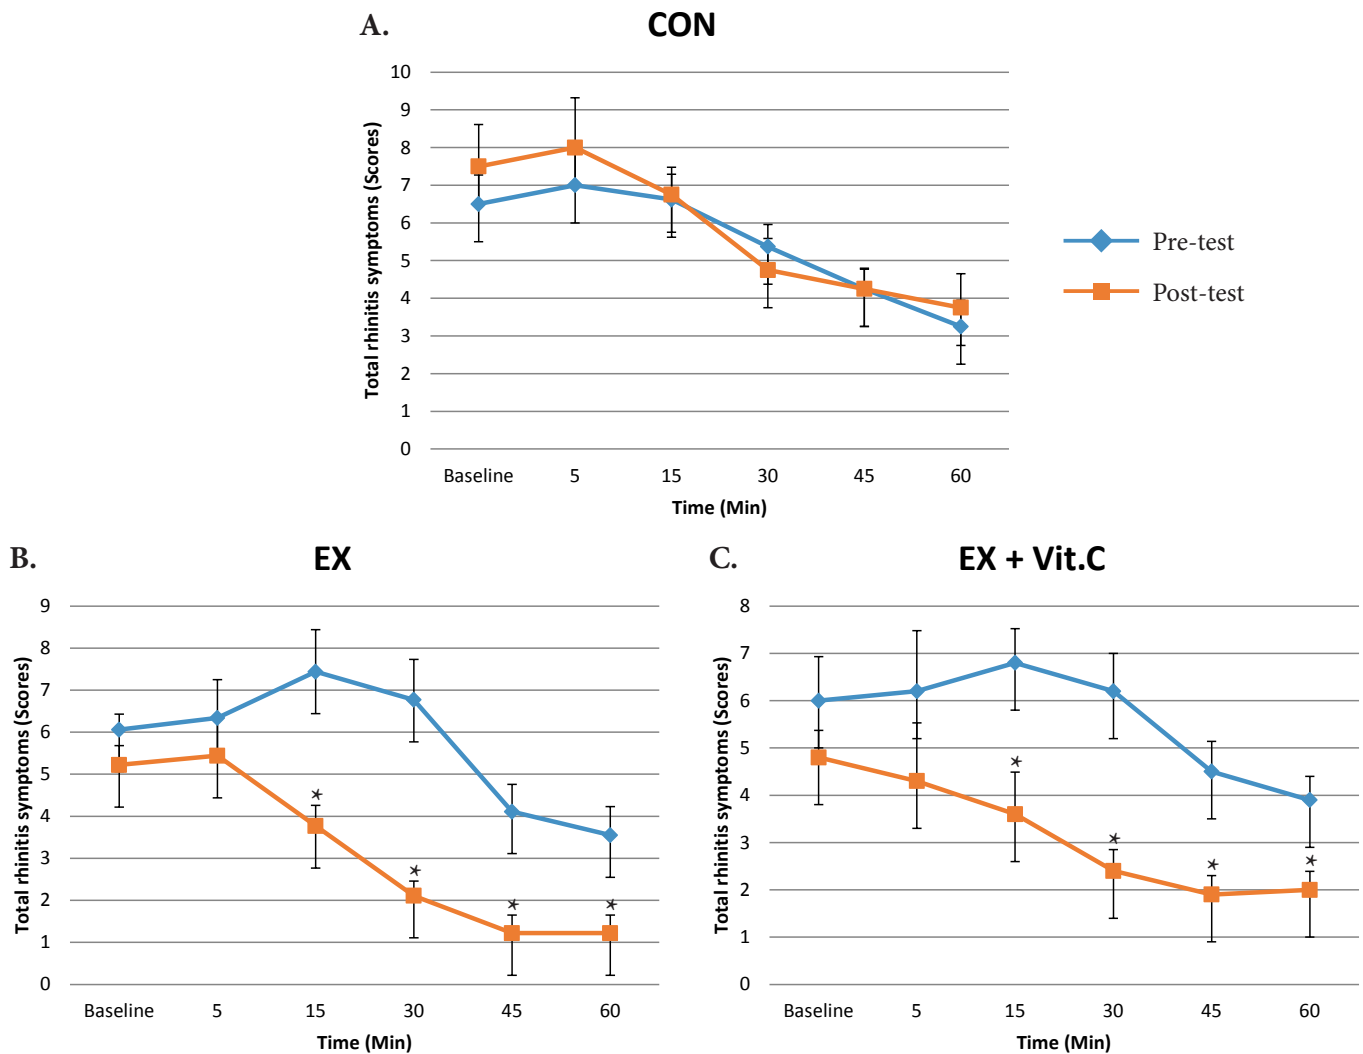 A.
CON
Total rhinitis symptoms (Scores)
10
9
8
7
6
5
4
3
2
1
0
Baseline 5 15 30 45 60
Time (Min)
Pre-test
Post-test
B.
EX
Total rhinitis symptoms (Scores)
9
8
7
6
5
4
3
2
1
0
* * * *
Baseline 5 15 30 45 60
Time (Min)
C.
EX + Vit.C
Total rhinitis symptoms (Scores)
8
7
6
5
4
3
2
1
0
* * * *
Baseline 5 15 30 45 60
Time (Min)